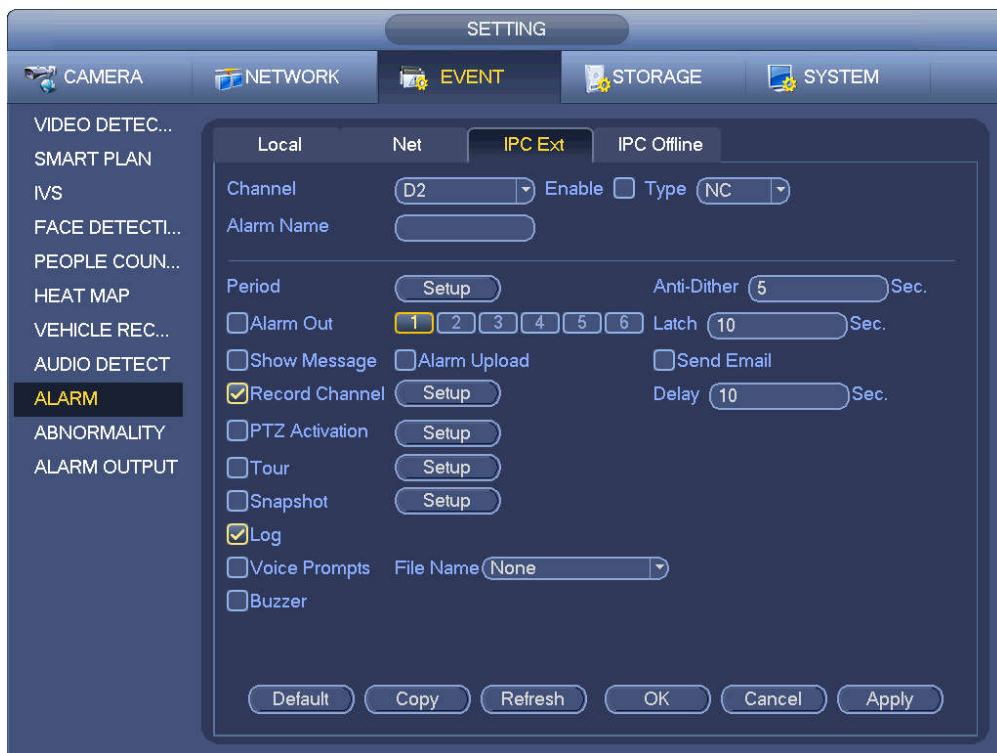 SETTING
CAMERA NETWORK EVENT STORAGE SYSTEM
VIDEO DETEC...
SMART PLAN
IVS
FACE DETECTI...
PEOPLE COUN...
HEAT MAP
VEHICLE REC...
AUDIO DETECT
ALARM
ABNORMALITY
ALARM OUTPUT
Local Net IPC Ext IPC Offline
Channel D2 Enable Type NC
Alarm Name
Period Setup Anti-Dither 5 Sec.
Alarm Out 1 2 3 4 5 6 Latch 10 Sec.
Show Message Alarm Upload Send Email
Record Channel Setup Delay 10 Sec.
PTZ Activation Setup
Tour Setup
Snapshot Setup
Log
Voice Prompts File Name None
Buzzer
Default Copy Refresh OK Cancel Apply